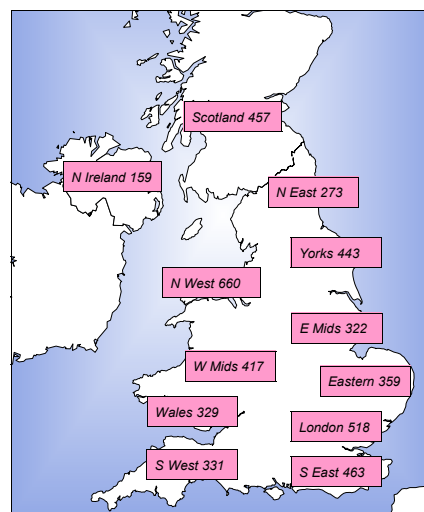 Scotland 457
N Ireland 159
N East 273
Yorks 443
N West 660
E Mids 322
W Mids 417
Eastern 359
Wales 329
London 518
S West 331
S East 463